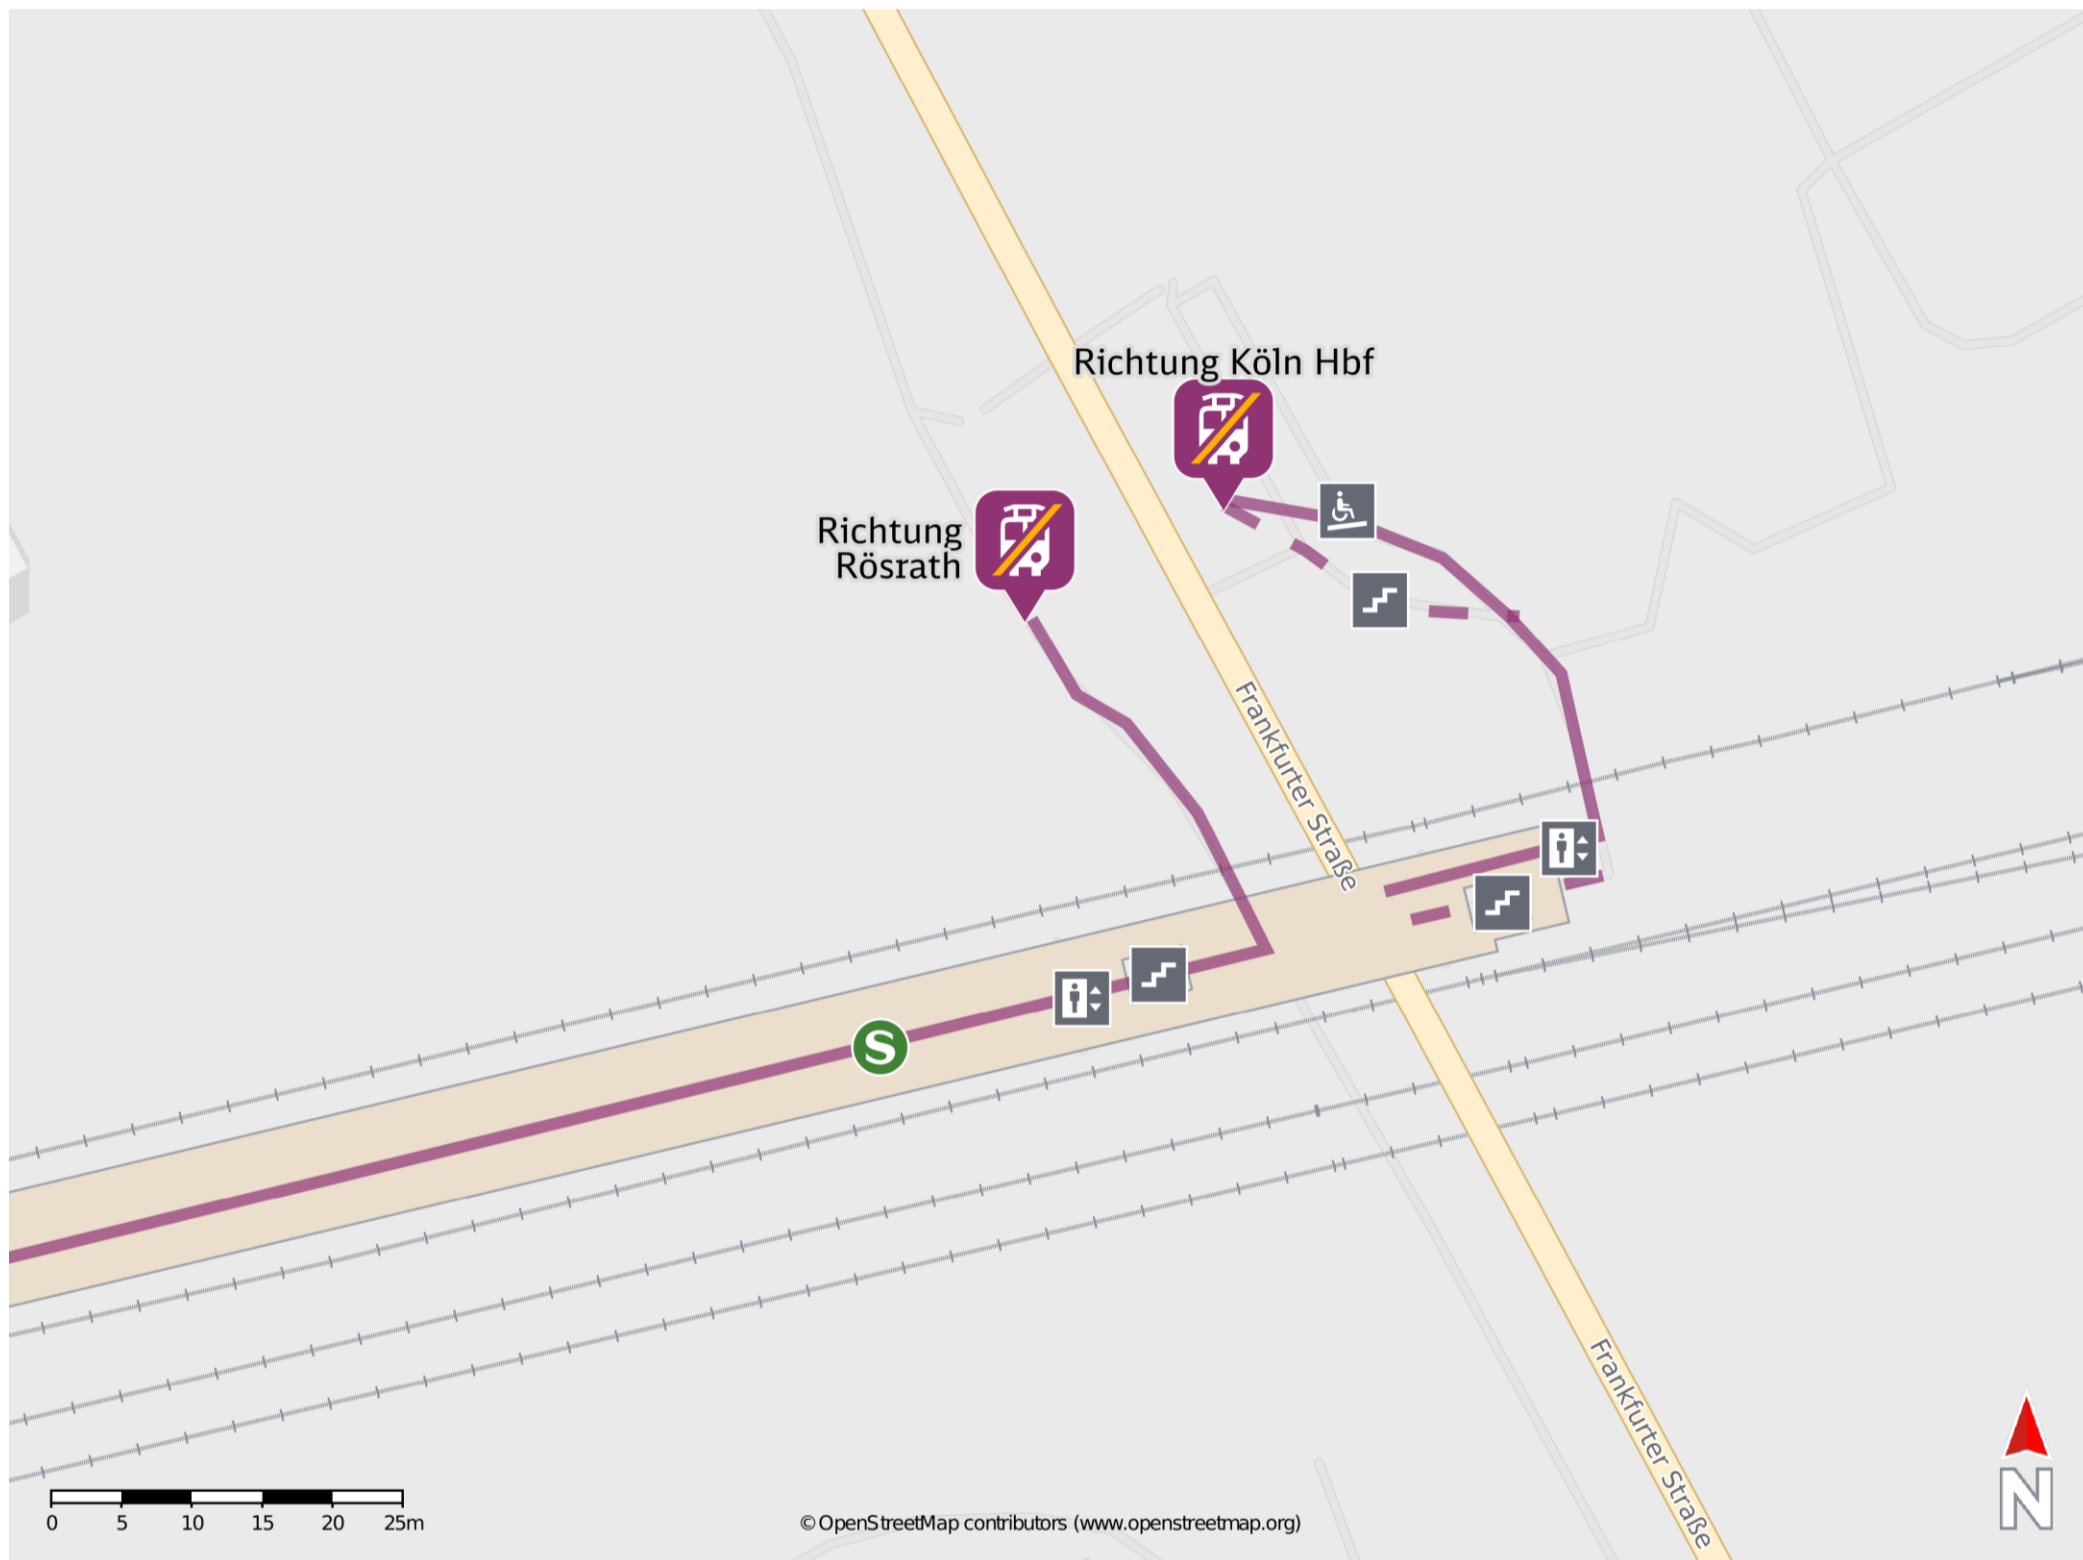 Richtung Köln Hbf
Richtung
Rösrath
Frankfurter Straße
S
Frankfurter Straße
N
0 5 10 15 20 25m
©OpenStreetMap contributors (www.openstreetmap.org)